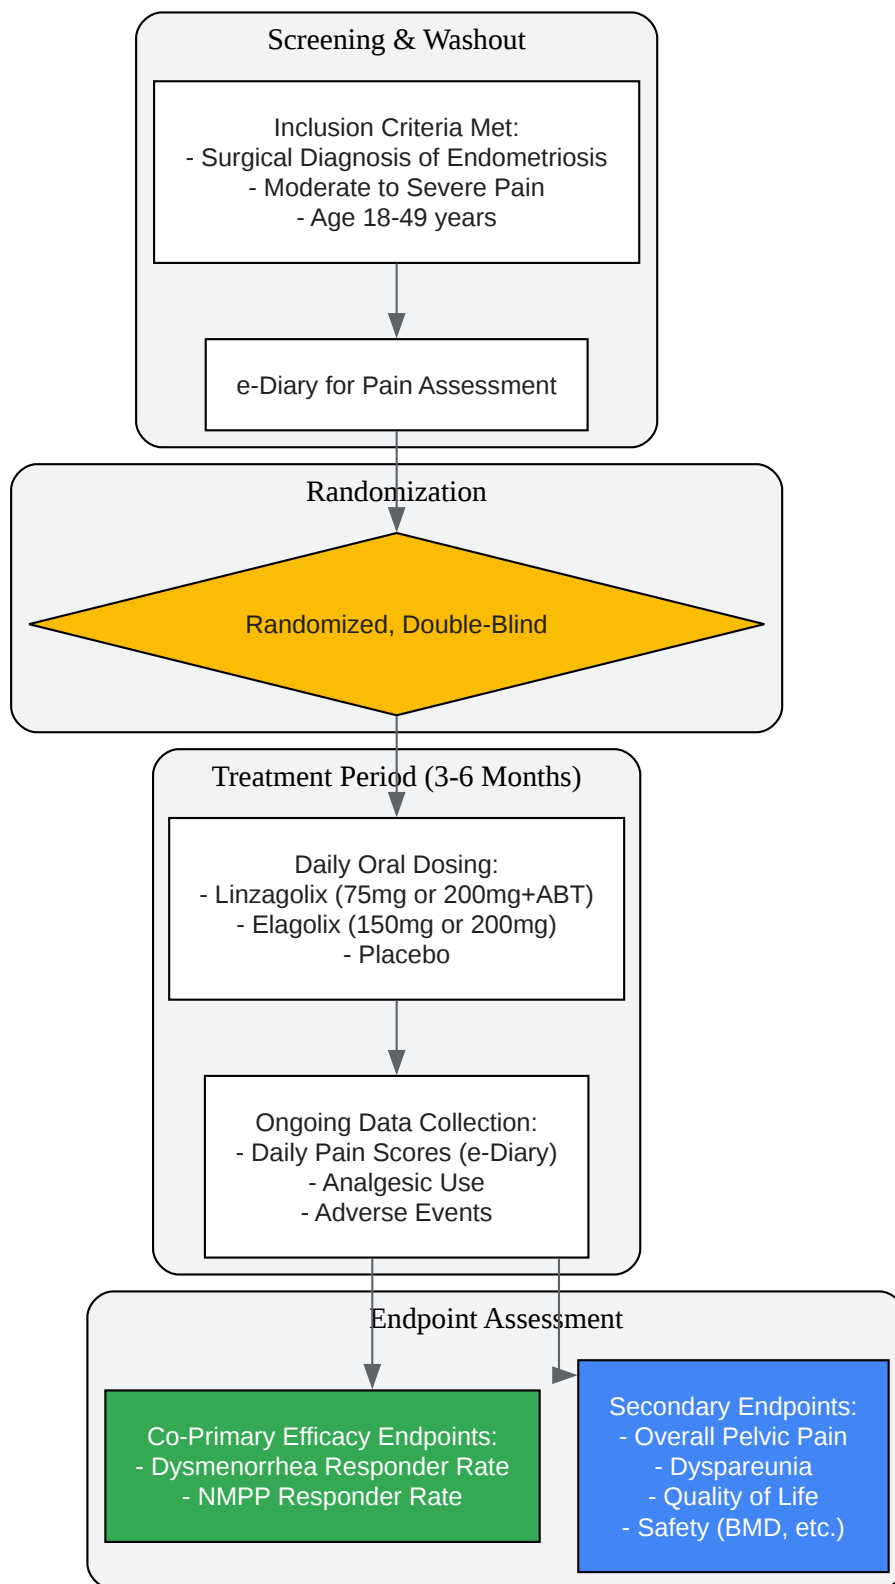 Screening & Washout
Inclusion Criteria Met:
- Surgical Diagnosis of Endometriosis
- Moderate to Severe Pain
- Age 18-49 years
e-Diary for Pain Assessment
Randomization
Randomized, Double-Blind
Treatment Period (3-6 Months)
Daily Oral Dosing:
- Linzagolix (75mg or 200mg+ABT)
- Elagolix (150mg or 200mg)
- Placebo
Ongoing Data Collection:
- Daily Pain Scores (e-Diary)
- Analgesic Use
- Adverse Events
Endpoint Assessment
Co-Primary Efficacy Endpoints:
- Dysmenorrhea Responder Rate
- NMPP Responder Rate
Secondary Endpoints:
- Overall Pelvic Pain
- Dyspareunia
- Quality of Life
- Safety (BMD, etc.)